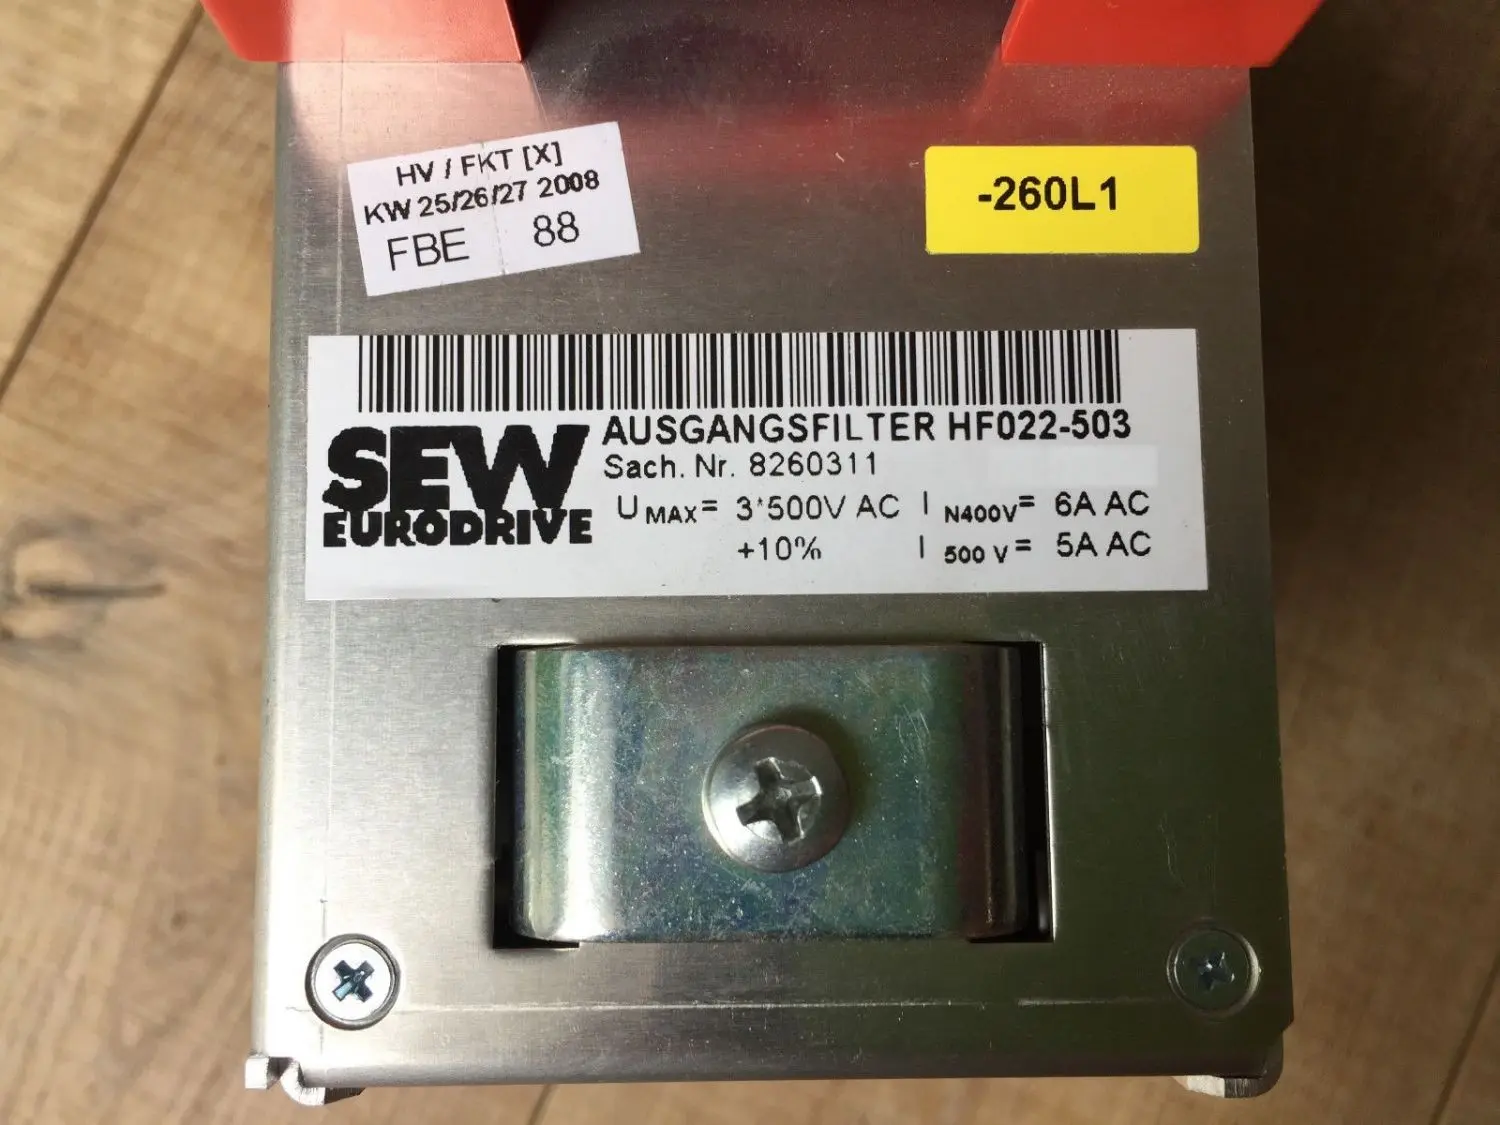 HV / FKT [X]
KW 25/26/27 2008
FBE 88
-260L1
SEW
EURODRIVE
AUSGANGSFILTER HF022-503
Sach. Nr. 8260311
U MAX= 3*500V AC I N400V= 6A AC
+10% I 500 V= 5A AC